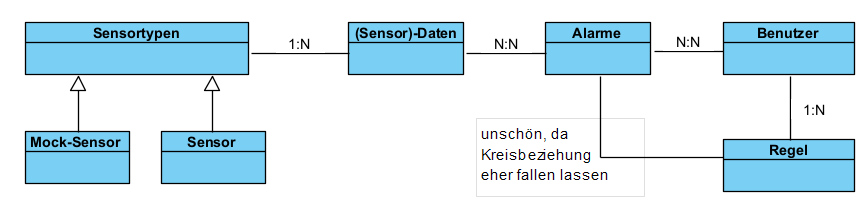 Sensortypen
1:N
(Sensor)-Daten
N:N
Alarme
N:N
Benutzer
1:N
Mock-Sensor
Sensor
unschön, da
Kreisbeziehung
eher fallen lassen
Regel